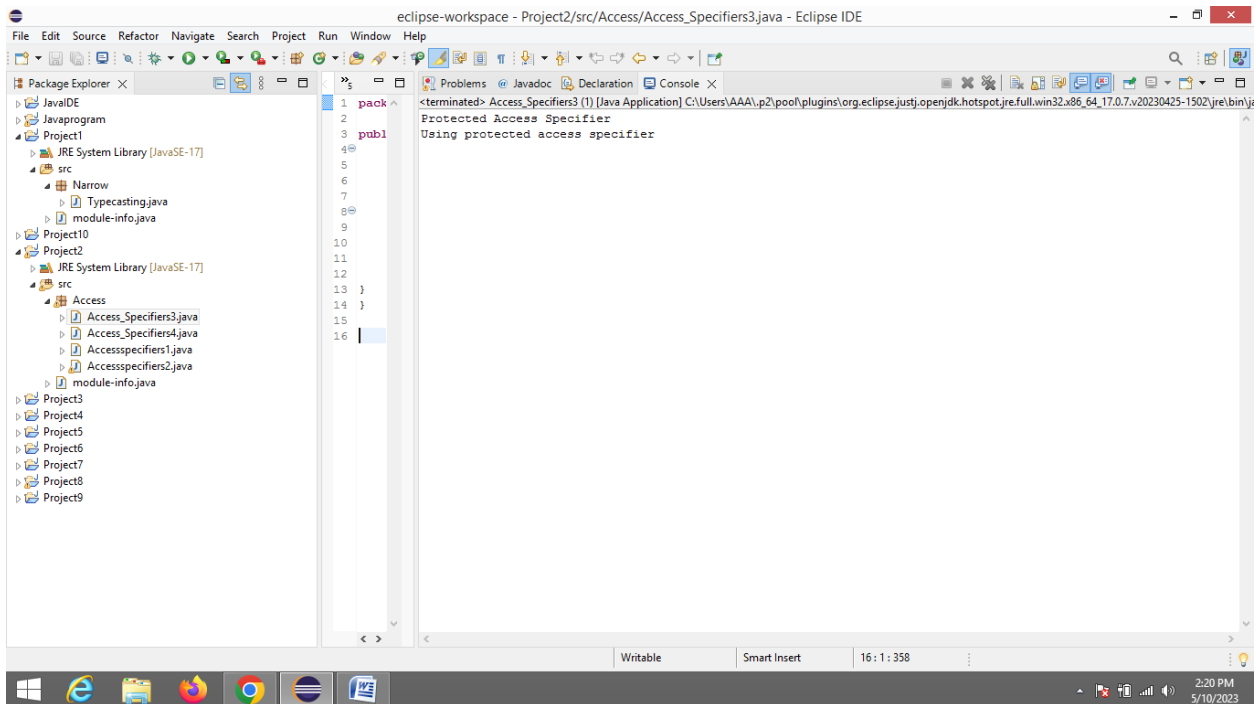 eclipse-workspace - Project2/src/Access/Access_Specifiers3.java - Eclipse IDE
File Edit Source Refactor Navigate Search Project Run Window Help
Package Explorer
JavaIDE
Javaprogram
Project1
JRE System Library [JavaSE-17]
src
Narrow
Typecasting.java
module-info.java
Project10
Project2
JRE System Library [JavaSE-17]
src
Access
Access_Specifiers3.java
Access_Specifiers4.java
Accessspecifiers1.java
Accessspecifiers2.java
module-info.java
Project3
Project4
Project5
Project6
Project7
Project8
Project9
»5
1 pack
2
3 publ
4
5
6
7
8
9
10
11
12
13 }
14 }
15
16
Problems @ Javadoc Declaration Console
<terminated> Access_Specifiers3 (1) [Java Application] C:\Users\AAA\.p2\pool\plugins\org.eclipse.justj.openjdk.hotspot.jre.full.win32.x86_64_17.0.7.v20230425-1502\jre\bin\ja
Protected Access Specifier
Using protected access specifier
Writable Smart Insert 16 : 1 : 358
2:20 PM
5/10/2023